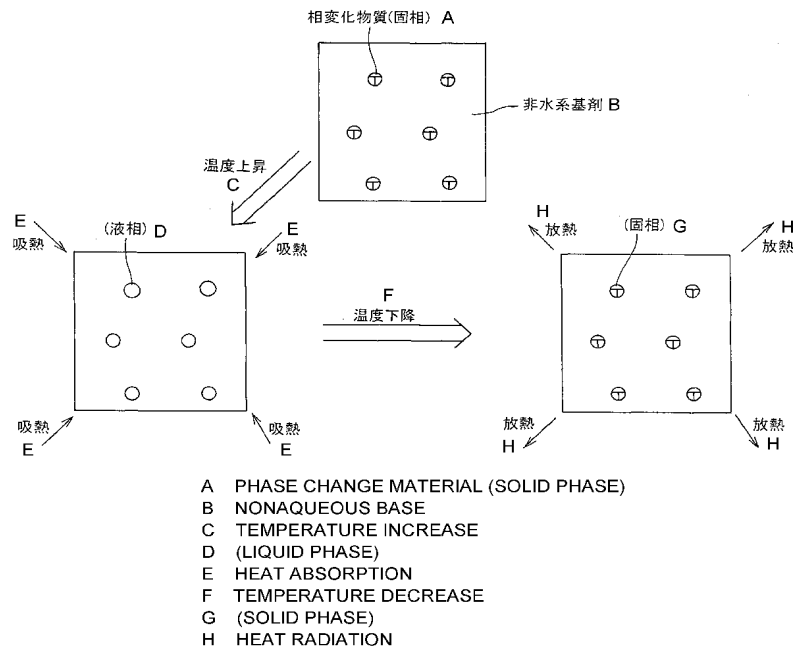 相変化物質(固相) A
非水系基剤 B
温度上昇
C
E
吸熱
(液相) D
E
吸熱
H
放熱
(固相) G
H
放熱
F
温度下降
吸熱
E
吸熱
E
放熱
H
放熱
H
A PHASE CHANGE MATERIAL (SOLID PHASE)
B NONAQUEOUS BASE
C TEMPERATURE INCREASE
D (LIQUID PHASE)
E HEAT ABSORPTION
F TEMPERATURE DECREASE
G (SOLID PHASE)
H HEAT RADIATION